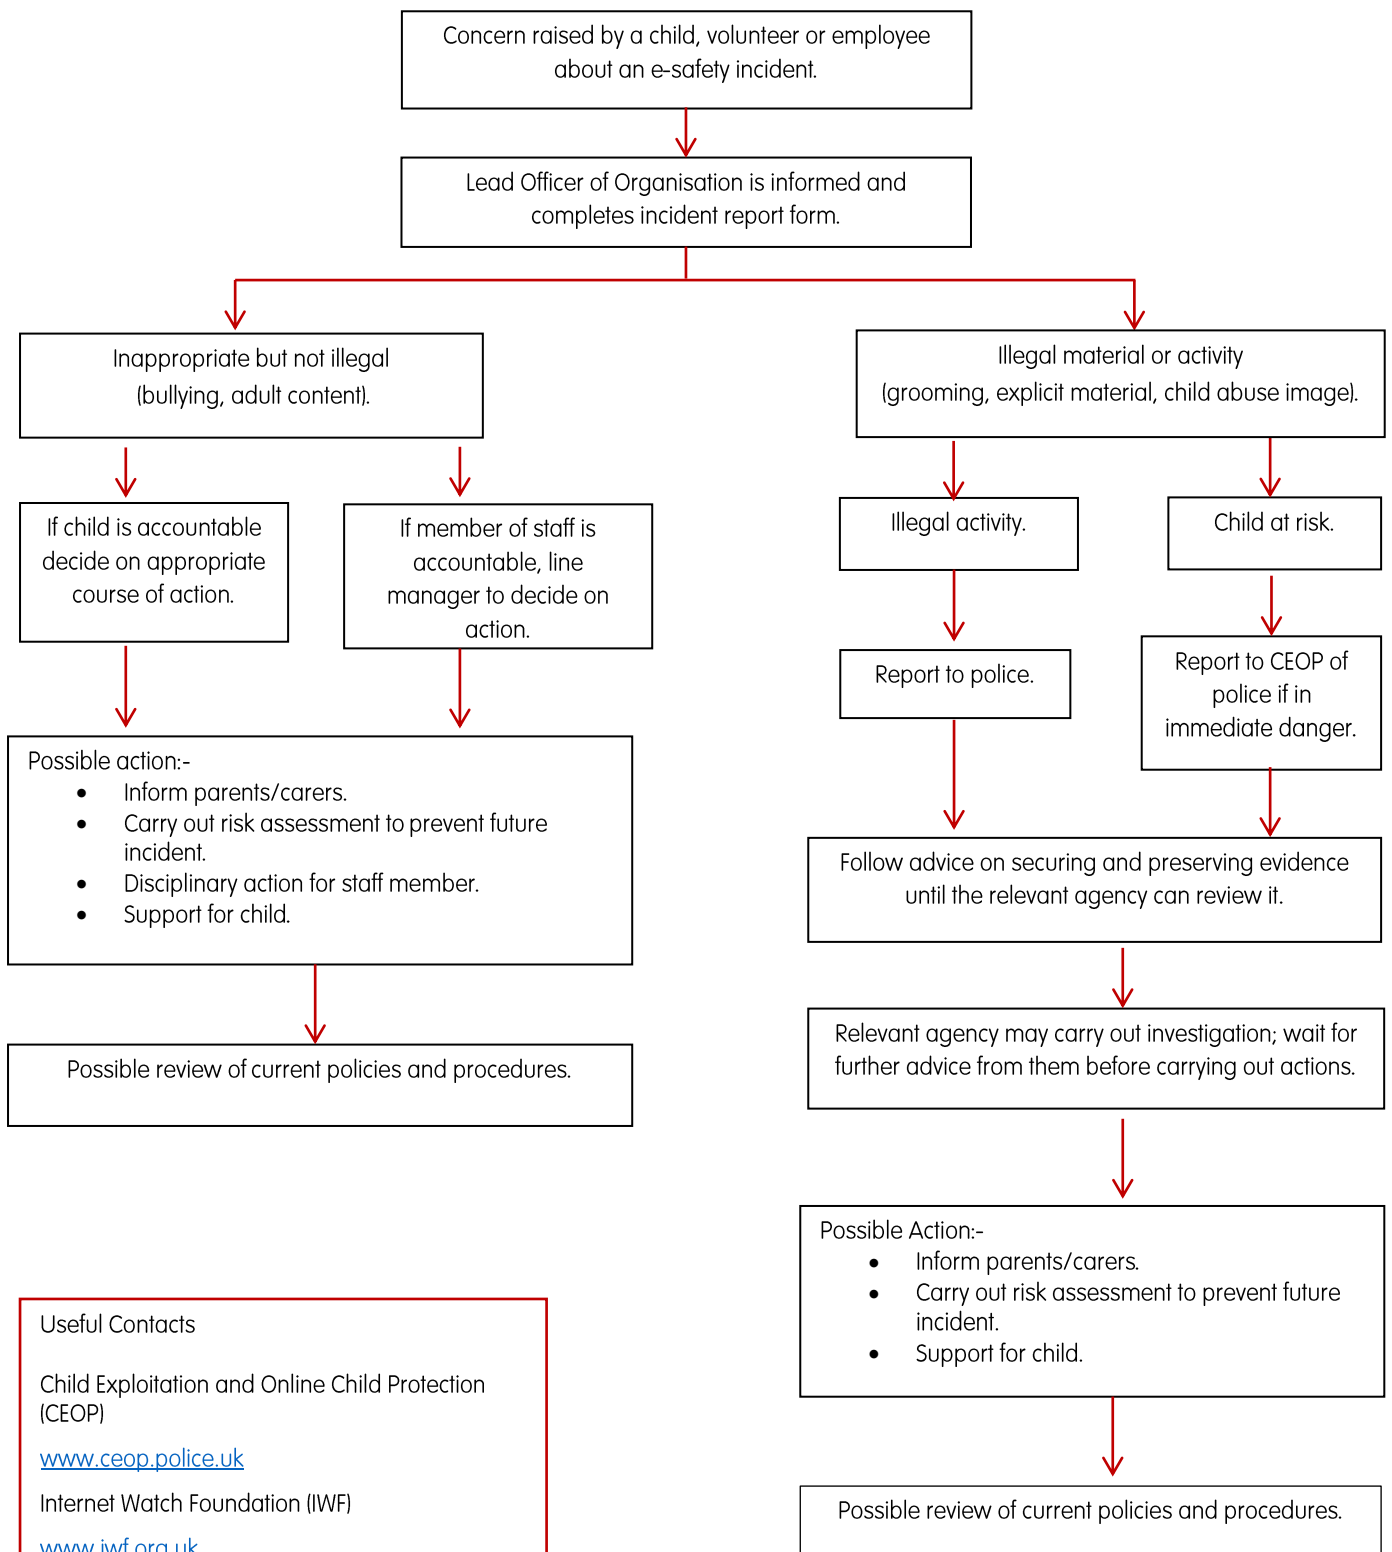 Concern raised by a child, volunteer or employee
about an e-safety incident.
Lead Officer of Organisation is informed and
completes incident report form.
Inappropriate but not illegal
(bullying, adult content).
Illegal material or activity
(grooming, explicit material, child abuse image).
If child is accountable
decide on appropriate
course of action.
If member of staff is
accountable, line
manager to decide on
action.
Illegal activity.
Child at risk.
Report to police.
Report to CEOP of
police if in
immediate danger.
Possible action:-
• Inform parents/carers.
• Carry out risk assessment to prevent future
incident.
• Disciplinary action for staff member.
• Support for child.
Possible review of current policies and procedures.
Follow advice on securing and preserving evidence
until the relevant agency can review it.
Relevant agency may carry out investigation; wait for
further advice from them before carrying out actions.
Possible Action:-
• Inform parents/carers.
• Carry out risk assessment to prevent future
incident.
• Support for child.
Possible review of current policies and procedures.
Useful Contacts
Child Exploitation and Online Child Protection
(CEOP)
www.ceop.police.uk
Internet Watch Foundation (IWF)
www.iwf.org.uk